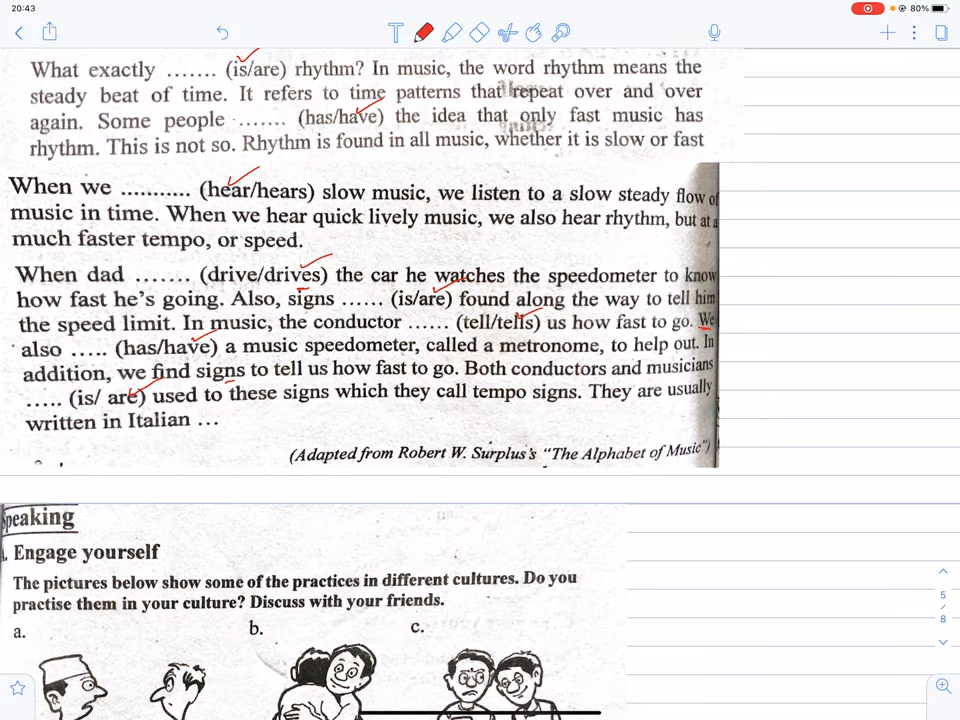 20:43
80%
What exactly ....... (is/are) rhythm? In music, the word rhythm means the
steady beat of time. It refers to time patterns that repeat over and over
again. Some people ....... (has/have) the idea that only fast music has
rhythm. This is not so. Rhythm is found in all music, whether it is slow or fast
When we ........... (hear/hears) slow music, we listen to a slow steady flow of
music in time. When we hear quick lively music, we also hear rhythm, but at a
much faster tempo, or speed.
When dad ....... (drive/drives) the car he watches the speedometer to know
how fast he's going. Also, signs ...... (is/are) found along the way to tell him
the speed limit. In music, the conductor ...... (tell/tells) us how fast to go. We
also ..... (has/have) a music speedometer, called a metronome, to help out. In
addition, we find signs to tell us how fast to go. Both conductors and musicians
..... (is/ are) used to these signs which they call tempo signs. They are usually
written in Italian ...
(Adapted from Robert W. Surplus's "The Alphabet of Music")
Speaking
Engage yourself
The pictures below show some of the practices in different cultures. Do you
practise them in your culture? Discuss with your friends.
a. b. c.
5
/
8